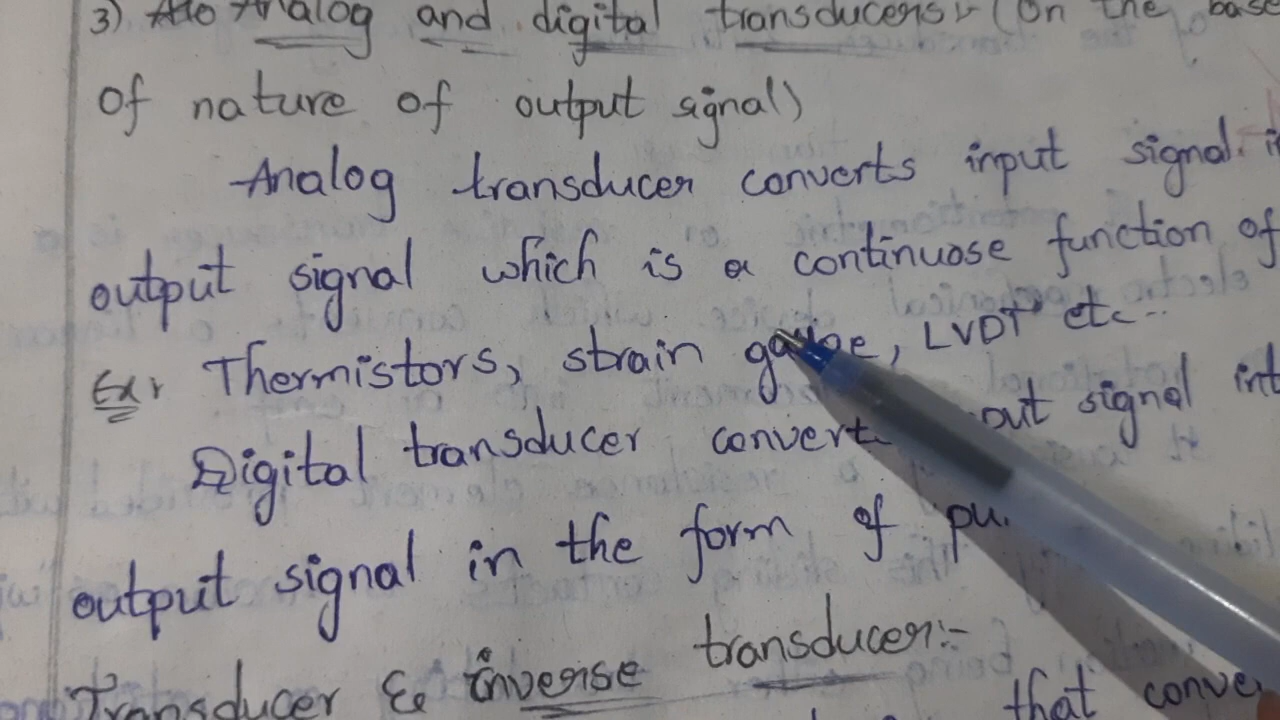 3) Analog and digital transducers:- (On the base
of nature of output signal)
Analog transducer converts input signal
output signal which is a continuose function of
Ex: Thermistors, strain gauge, LVDT etc..
Digital transducer convert signal int
output signal in the form of
Transducer & inverse transducer:-
that conve